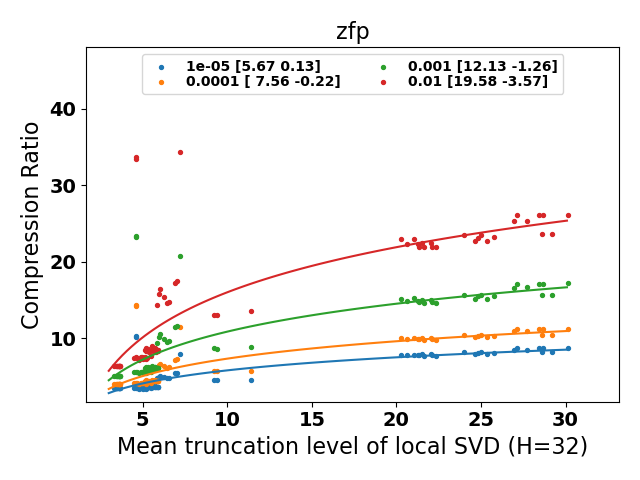 zfp
1e-05 [5.67 0.13]
0.0001 [ 7.56 -0.22]
0.001 [12.13 -1.26]
0.01 [19.58 -3.57]
Compression Ratio
40
30
20
10
5 10 15 20 25 30
Mean truncation level of local SVD (H=32)